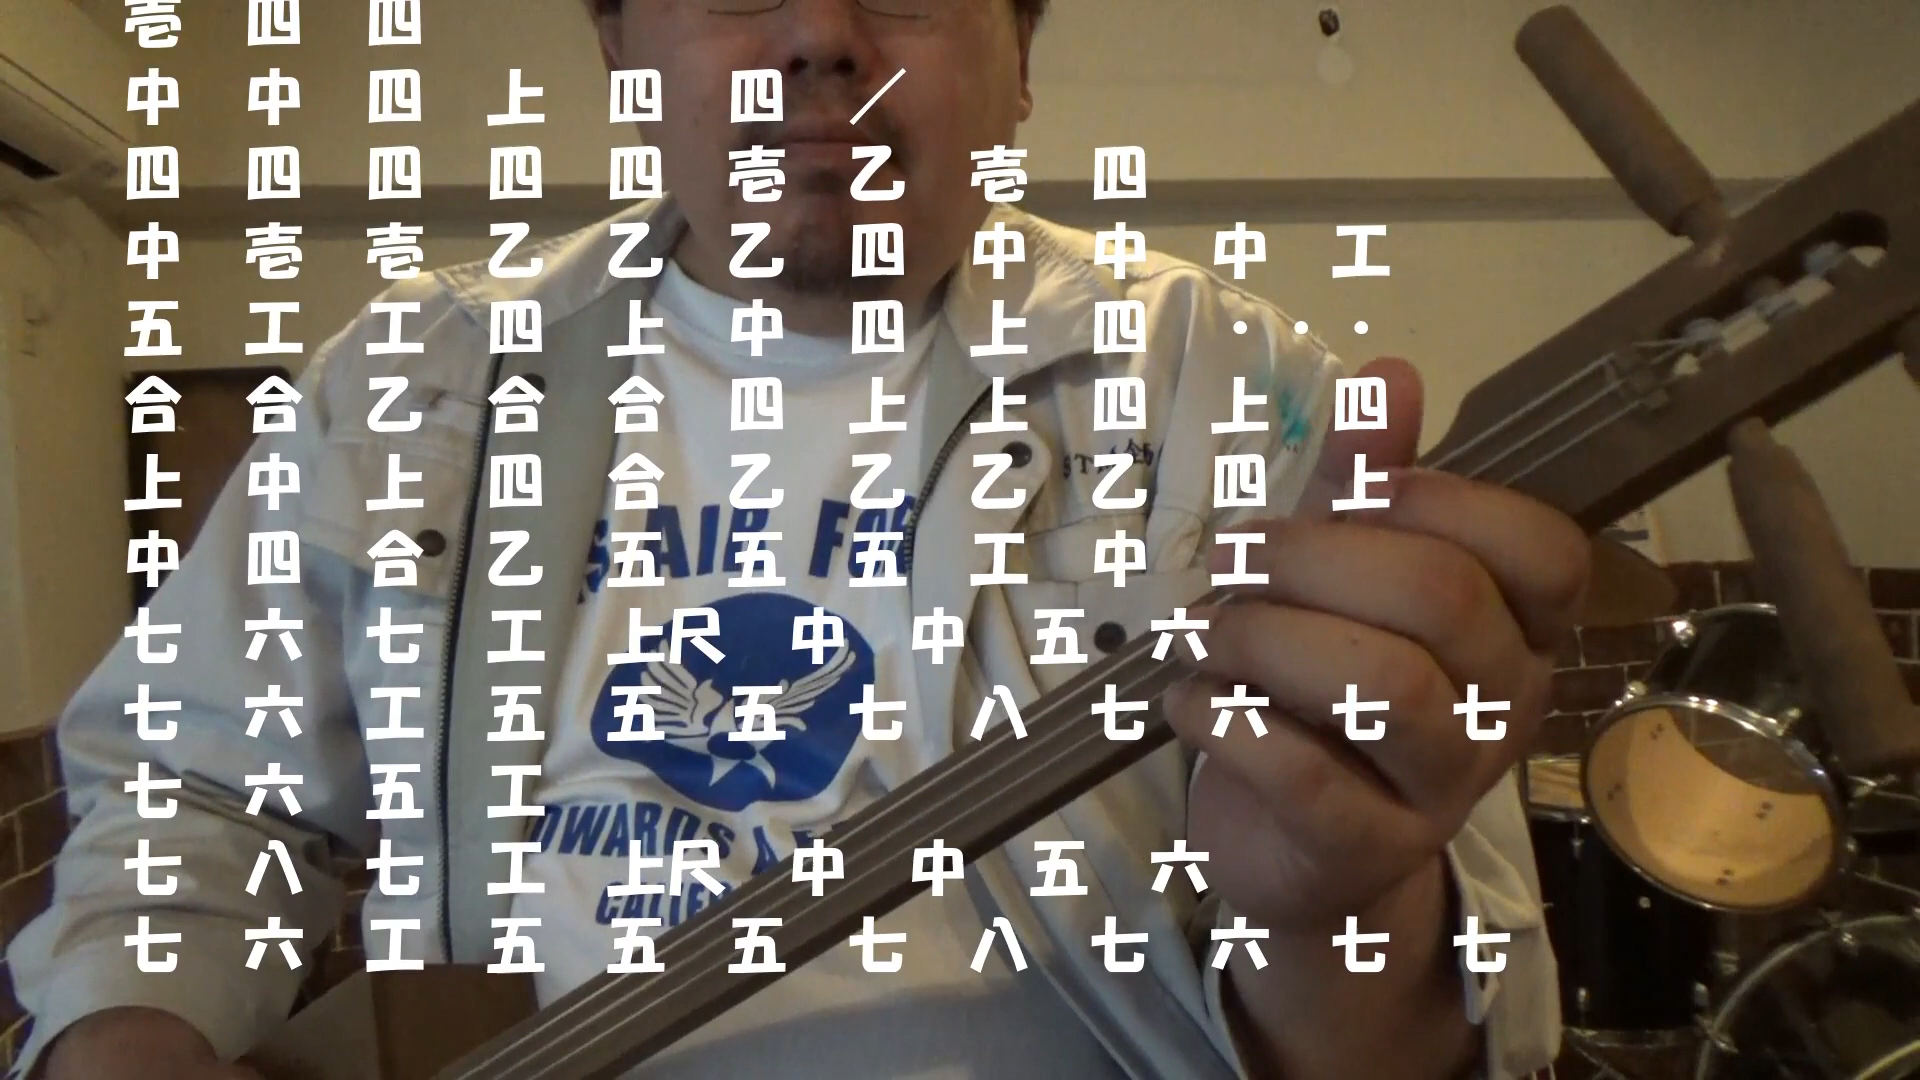 壱 四 四
中 中 四 上 四 四 ／
四 四 四 四 四 壱 乙 壱 四
中 壱 壱 乙 乙 乙 四 中 中 中 工
五 工 工 四 上 中 四 上 四 ・・・
合 合 乙 合 合 四 上 上 四 上 四
上 中 上 四 合 乙 乙 乙 乙 四 上
中 四 合 乙 五 五 五 工 中 工
七 六 七 工 上尺 中 中 五 六
七 六 工 五 五 五 七 八 七 六 七 七
七 六 五 工
七 八 七 工 上尺 中 中 五 六
七 六 工 五 五 五 七 八 七 六 七 七
AIR